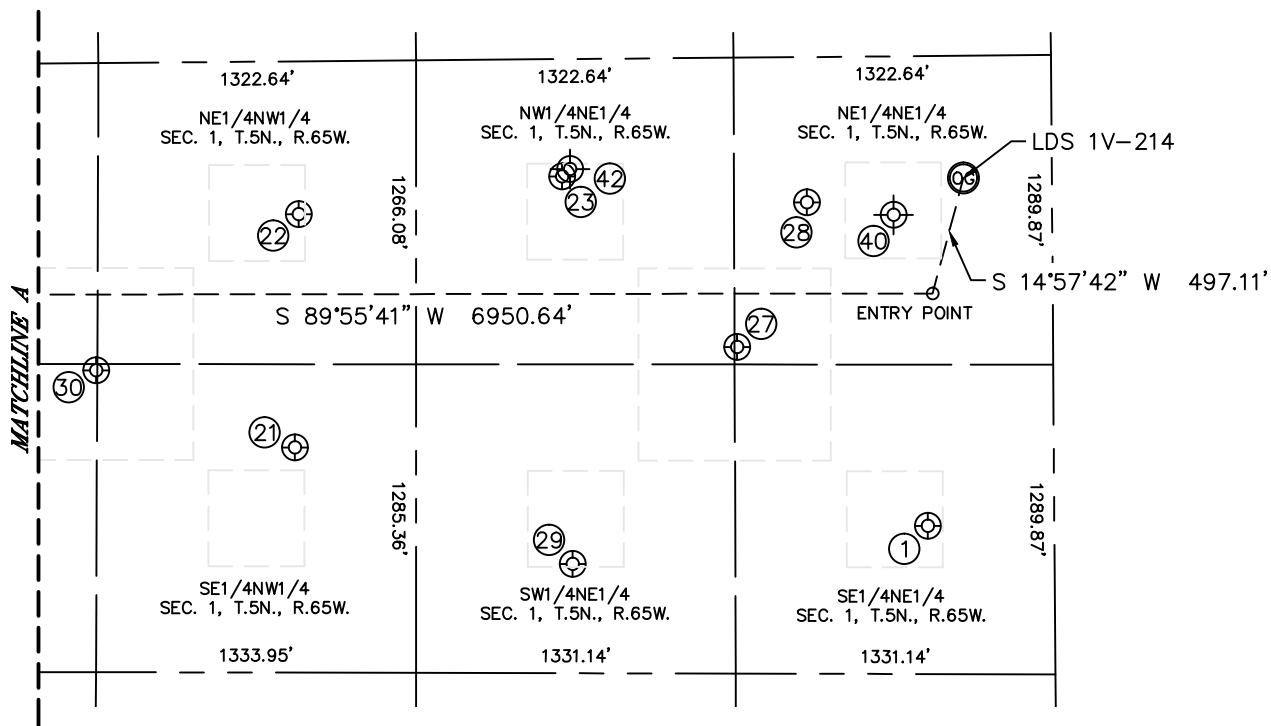 1322.64'
1322.64'
1322.64'
NE1/4NW1/4
SEC. 1, T.5N., R.65W.
NW1/4NE1/4
SEC. 1, T.5N., R.65W.
NE1/4NE1/4
SEC. 1, T.5N., R.65W.
LDS 1V-214
OG
42
23
22
28
40
1266.08'
1289.87'
S 14°57'42" W 497.11'
MATCHLINE A
S 89°55'41" W 6950.64'
ENTRY POINT
27
30
21
1285.36'
1289.87'
29
1
SE1/4NW1/4
SEC. 1, T.5N., R.65W.
SW1/4NE1/4
SEC. 1, T.5N., R.65W.
SE1/4NE1/4
SEC. 1, T.5N., R.65W.
1333.95'
1331.14'
1331.14'